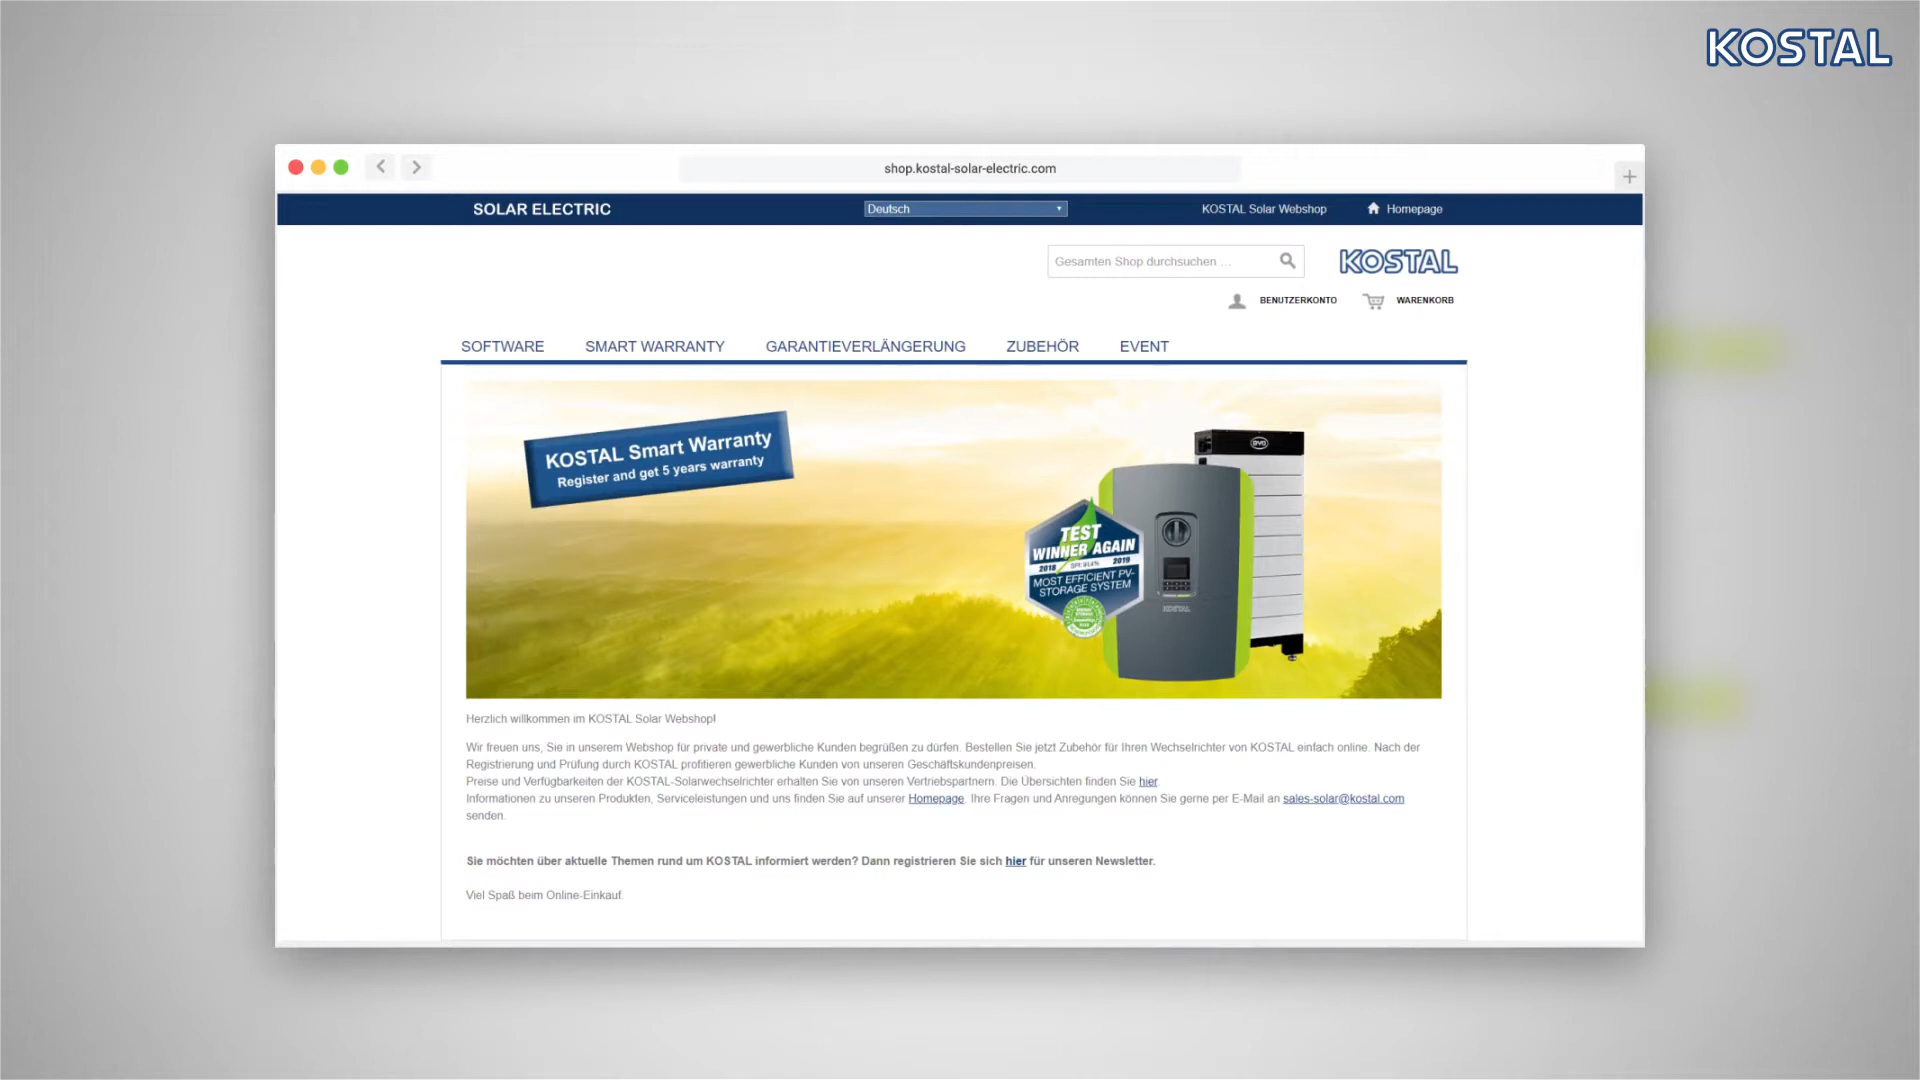 KOSTAL
shop.kostal-solar-electric.com
SOLAR ELECTRIC
Deutsch
KOSTAL Solar Webshop
Homepage
Gesamten Shop durchsuchen ...
KOSTAL
BENUTZERKONTO
WARENKORB
SOFTWARE
SMART WARRANTY
GARANTIEVERLÄNGERUNG
ZUBEHÖR
EVENT
KOSTAL Smart Warranty
Register and get 5 years warranty
BYD
TEST
WINNER AGAIN
2018
2019
MOST EFFICIENT PV-
STORAGE SYSTEM
KOSTAL
Herzlich willkommen im KOSTAL Solar Webshop!
Wir freuen uns, Sie in unserem Webshop für private und gewerbliche Kunden begrüßen zu dürfen. Bestellen Sie jetzt Zubehör für Ihren Wechselrichter von KOSTAL einfach online. Nach der
Registrierung und Prüfung durch KOSTAL profitieren gewerbliche Kunden von unseren Geschäftskundenpreisen.
Preise und Verfügbarkeiten der KOSTAL-Solarwechselrichter erhalten Sie von unseren Vertriebspartnern. Die Übersichten finden Sie hier.
Informationen zu unseren Produkten, Serviceleistungen und uns finden Sie auf unserer Homepage. Ihre Fragen und Anregungen können Sie gerne per E-Mail an sales-solar@kostal.com
senden.
Sie möchten über aktuelle Themen rund um KOSTAL informiert werden? Dann registrieren Sie sich hier für unseren Newsletter.
Viel Spaß beim Online-Einkauf.